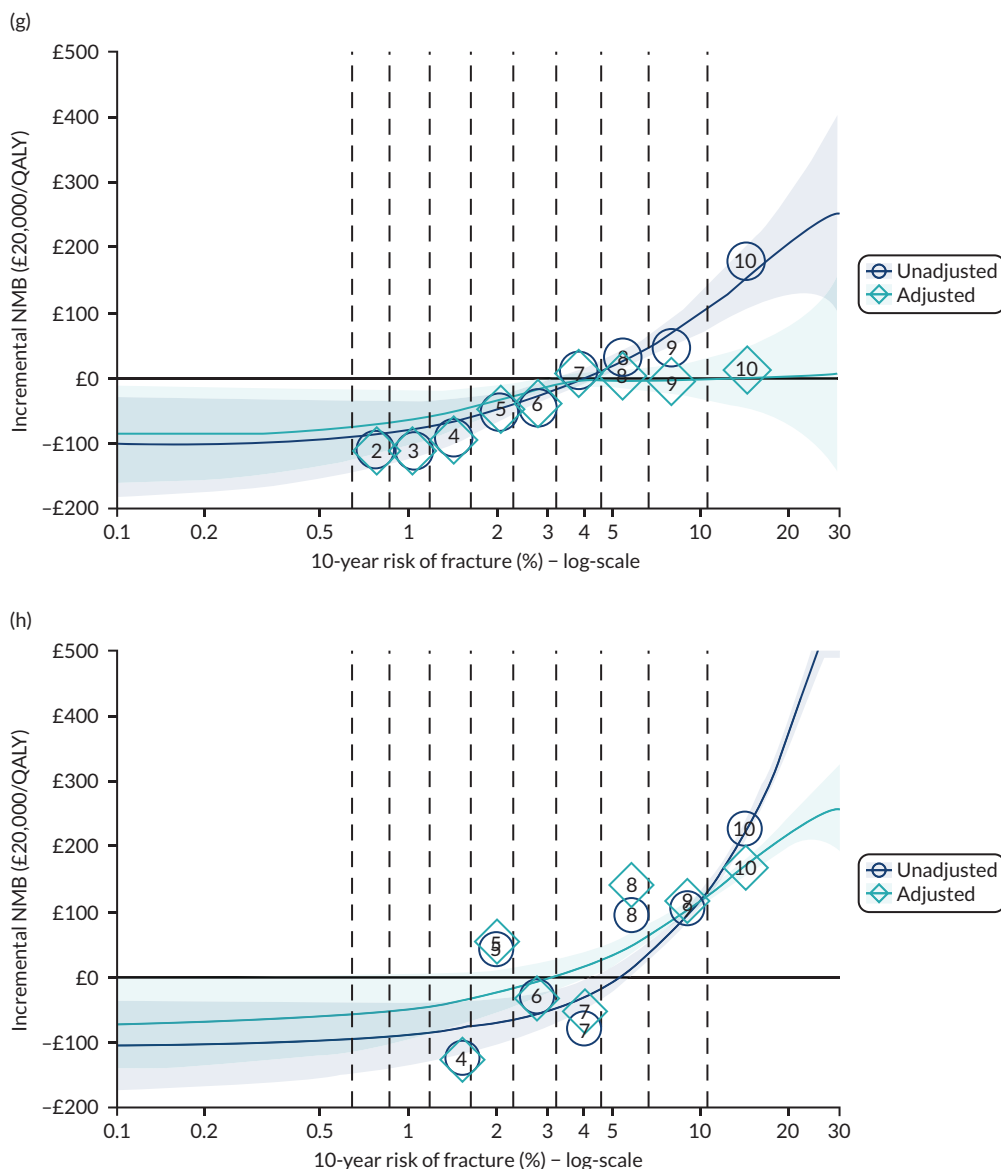 (g)
£500
£400
£300
£200
£100
£0
–£100
–£200
Incremental NMB (£20,000/QALY)
0.1 0.2 0.5 1 2 3 4 5 10 20 30
10-year risk of fracture (%) – log-scale
2 3 4 5 6 7 8 9 10
8 9 10
Unadjusted
Adjusted
(h)
£500
£400
£300
£200
£100
£0
–£100
–£200
Incremental NMB (£20,000/QALY)
0.1 0.2 0.5 1 2 3 4 5 10 20 30
10-year risk of fracture (%) – log-scale
4 5 6 7 8 9 10
5 7 8 9 10
Unadjusted
Adjusted